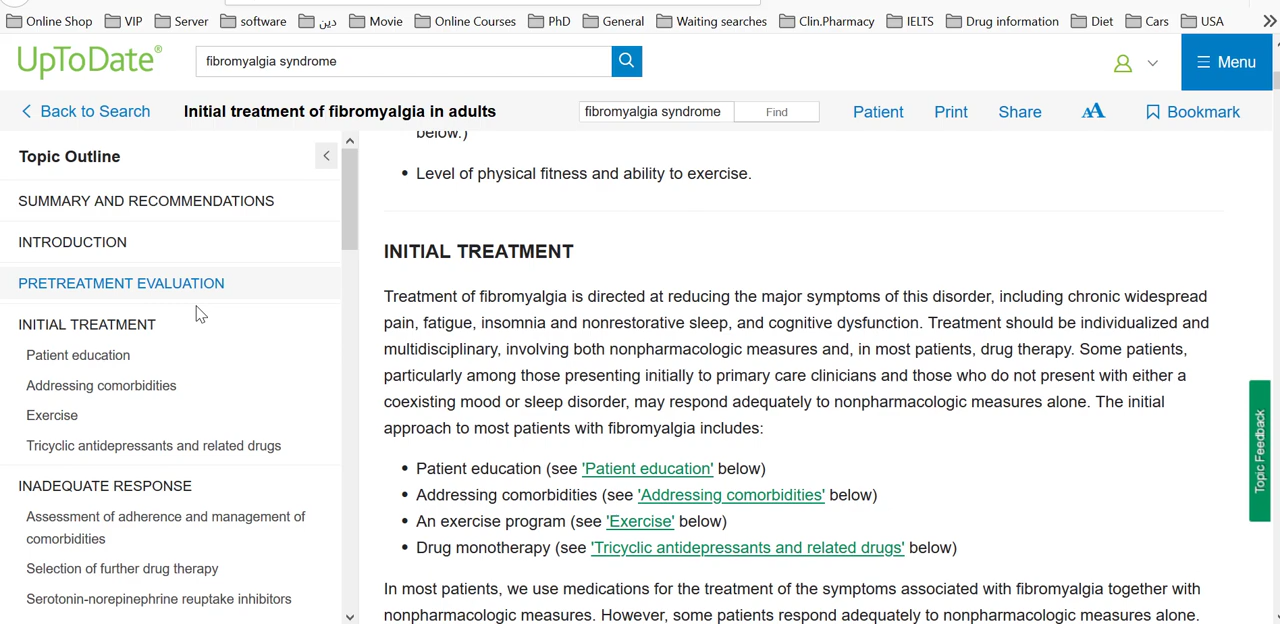 Online Shop VIP Server software دین Movie Online Courses PhD General Waiting searches Clin.Pharmacy IELTS Drug information Diet Cars USA
UpToDate®
fibromyalgia syndrome
Menu
Back to Search
Initial treatment of fibromyalgia in adults
fibromyalgia syndrome
Find
Patient
Print
Share
AA
Bookmark
Topic Outline
SUMMARY AND RECOMMENDATIONS
INTRODUCTION
PRETREATMENT EVALUATION
INITIAL TREATMENT
Patient education
Addressing comorbidities
Exercise
Tricyclic antidepressants and related drugs
INADEQUATE RESPONSE
Assessment of adherence and management of
comorbidities
Selection of further drug therapy
Serotonin-norepinephrine reuptake inhibitors
below.)
• Level of physical fitness and ability to exercise.
INITIAL TREATMENT
Treatment of fibromyalgia is directed at reducing the major symptoms of this disorder, including chronic widespread
pain, fatigue, insomnia and nonrestorative sleep, and cognitive dysfunction. Treatment should be individualized and
multidisciplinary, involving both nonpharmacologic measures and, in most patients, drug therapy. Some patients,
particularly among those presenting initially to primary care clinicians and those who do not present with either a
coexisting mood or sleep disorder, may respond adequately to nonpharmacologic measures alone. The initial
approach to most patients with fibromyalgia includes:
• Patient education (see 'Patient education' below)
• Addressing comorbidities (see 'Addressing comorbidities' below)
• An exercise program (see 'Exercise' below)
• Drug monotherapy (see 'Tricyclic antidepressants and related drugs' below)
In most patients, we use medications for the treatment of the symptoms associated with fibromyalgia together with
nonpharmacologic measures. However, some patients respond adequately to nonpharmacologic measures alone.
Topic Feedback